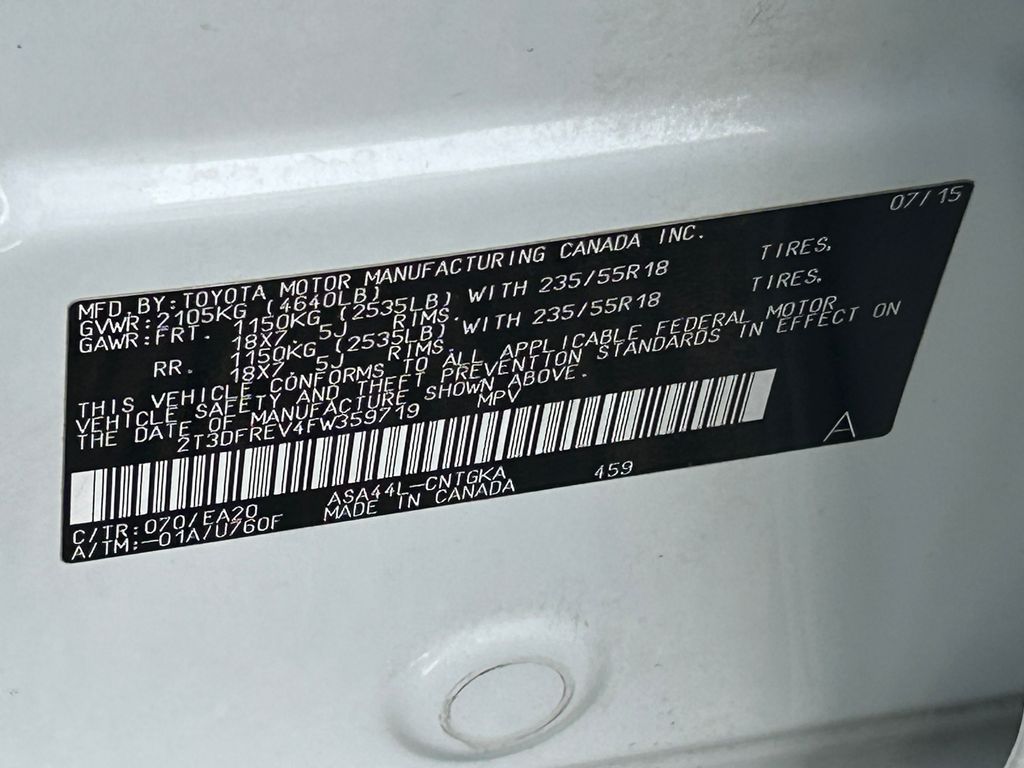 07/15
MFD.BY:TOYOTA MOTOR MANUFACTURING CANADA INC.
GVWR:2105KG (4640LB)
GAWR:FRT. 1150KG (2535LB) WITH 235/55R18 TIRES,
18X7.5J RIMS.
RR. 1150KG (2535LB) WITH 235/55R18 TIRES,
18X7.5J RIMS.
THIS VEHICLE CONFORMS TO ALL APPLICABLE FEDERAL MOTOR
VEHICLE SAFETY AND THEFT PREVENTION STANDARDS IN EFFECT ON
THE DATE OF MANUFACTURE SHOWN ABOVE.
2T3DFREV4FW359719 MPV
A
C/TR:070/EA20 ASA44L-CNTGKA 459
A/TM:-01A/U760F MADE IN CANADA